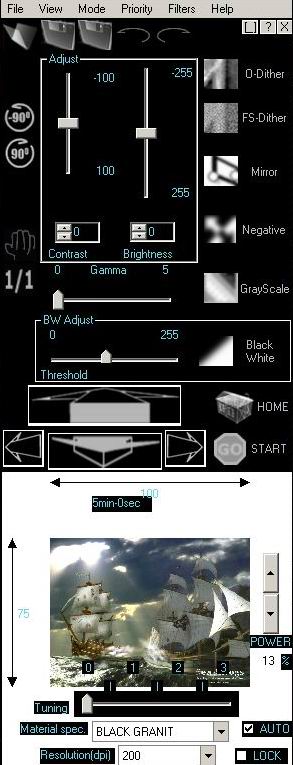 File View Mode Priority Filters Help
? X
Adjust
-100 -255
O-Dither
-90º
FS-Dither
90º
Mirror
100
255
0 0
Negative
Contrast Brightness
0 Gamma 5
1/1
GrayScale
BW Adjust
0 255
Black
White
Threshold
HOME
GO START
100
5min-0sec
75
POWER
13 %
0 1 2 3
Tuning
Material spec. BLACK GRANIT AUTO
Resolution(dpi) 200 LOCK